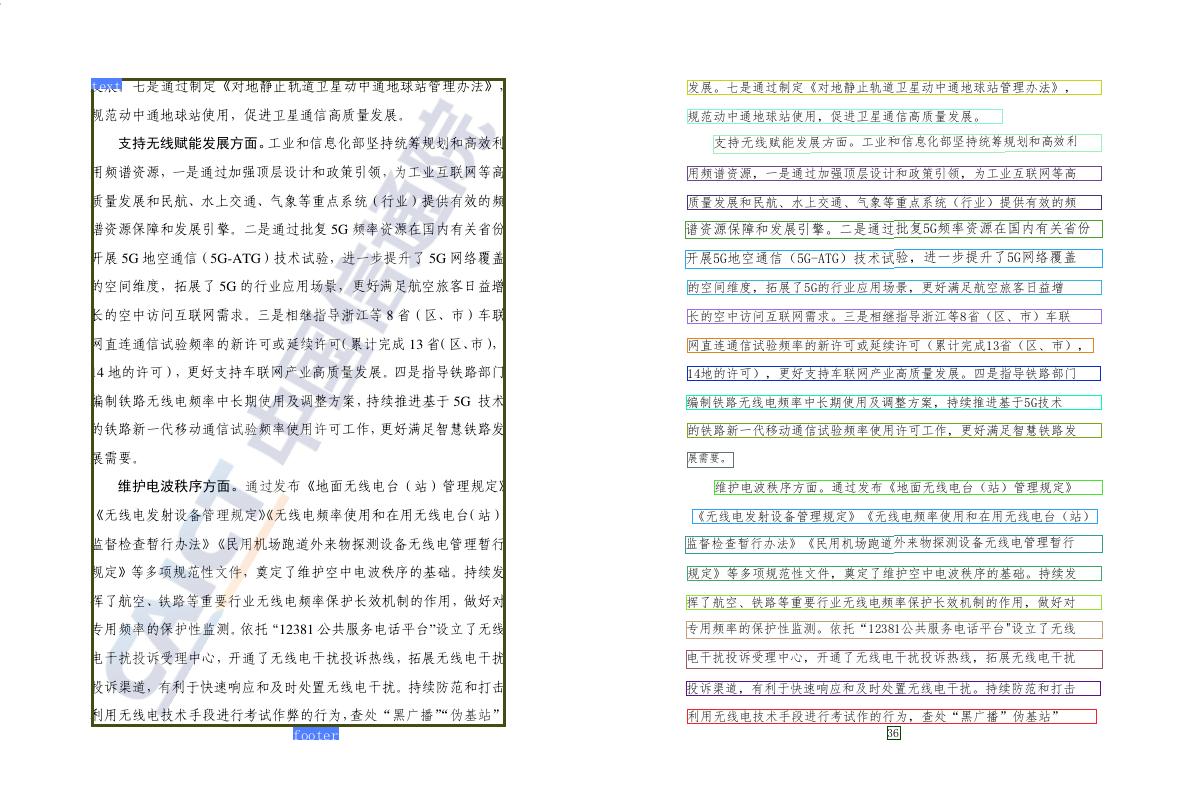 text
七是通过制定《对地静止轨道卫星动中通地球站管理办法》，
规范动中通地球站使用，促进卫星通信高质量发展。
支持无线赋能发展方面。工业和信息化部坚持统筹规划和高效利
用频谱资源，一是通过加强顶层设计和政策引领，为工业互联网等高
质量发展和民航、水上交通、气象等重点系统（行业）提供有效的频
谱资源保障和发展引擎。二是通过批复 5G 频率资源在国内有关省份
开展 5G 地空通信（5G-ATG）技术试验，进一步提升了 5G 网络覆盖
的空间维度，拓展了 5G 的行业应用场景，更好满足航空旅客日益增
长的空中访问互联网需求。三是相继指导浙江等 8 省（区、市）车联
网直连通信试验频率的新许可或延续许可（累计完成 13 省（区、市），
14 地的许可），更好支持车联网产业高质量发展。四是指导铁路部门
编制铁路无线电频率中长期使用及调整方案，持续推进基于 5G 技术
的铁路新一代移动通信试验频率使用许可工作，更好满足智慧铁路发
展需要。
维护电波秩序方面。通过发布《地面无线电台（站）管理规定》
《无线电发射设备管理规定》《无线电频率使用和在用无线电台（站）
监督检查暂行办法》《民用机场跑道外来物探测设备无线电管理暂行
规定》等多项规范性文件，奠定了维护空中电波秩序的基础。持续发
挥了航空、铁路等重要行业无线电频率保护长效机制的作用，做好对
专用频率的保护性监测。依托 “12381 公共服务电话平台”设立了无线
电干扰投诉受理中心，开通了无线电干扰投诉热线，拓展无线电干扰
投诉渠道，有利于快速响应和及时处置无线电干扰。持续防范和打击
利用无线电技术手段进行考试作弊的行为，查处 “黑广播”“伪基站”
footer
CAICT 中国信通院
发展。七是通过制定《对地静止轨道卫星动中通地球站管理办法》，
规范动中通地球站使用，促进卫星通信高质量发展。
支持无线赋能发展方面。工业和信息化部坚持统筹规划和高效利
用频谱资源，一是通过加强顶层设计和政策引领，为工业互联网等高
质量发展和民航、水上交通、气象等重点系统（行业）提供有效的频
谱资源保障和发展引擎。二是通过批复5G频率资源在国内有关省份
开展5G地空通信（5G-ATG）技术试验，进一步提升了5G网络覆盖
的空间维度，拓展了5G的行业应用场景，更好满足航空旅客日益增
长的空中访问互联网需求。三是相继指导浙江等8省（区、市）车联
网直连通信试验频率的新许可或延续许可（累计完成13省（区、市），
14地的许可），更好支持车联网产业高质量发展。四是指导铁路部门
编制铁路无线电频率中长期使用及调整方案，持续推进基于5G技术
的铁路新一代移动通信试验频率使用许可工作，更好满足智慧铁路发
展需要。
维护电波秩序方面。通过发布《地面无线电台（站）管理规定》
《无线电发射设备管理规定》《无线电频率使用和在用无线电台（站）
监督检查暂行办法》《民用机场跑道外来物探测设备无线电管理暂行
规定》等多项规范性文件，奠定了维护空中电波秩序的基础。持续发
挥了航空、铁路等重要行业无线电频率保护长效机制的作用，做好对
专用频率的保护性监测。依托“12381公共服务电话平台"设立了无线
电干扰投诉受理中心，开通了无线电干扰投诉热线，拓展无线电干扰
投诉渠道，有利于快速响应和及时处置无线电干扰。持续防范和打击
利用无线电技术手段进行考试作的行为，查处“黑广播”伪基站”
36